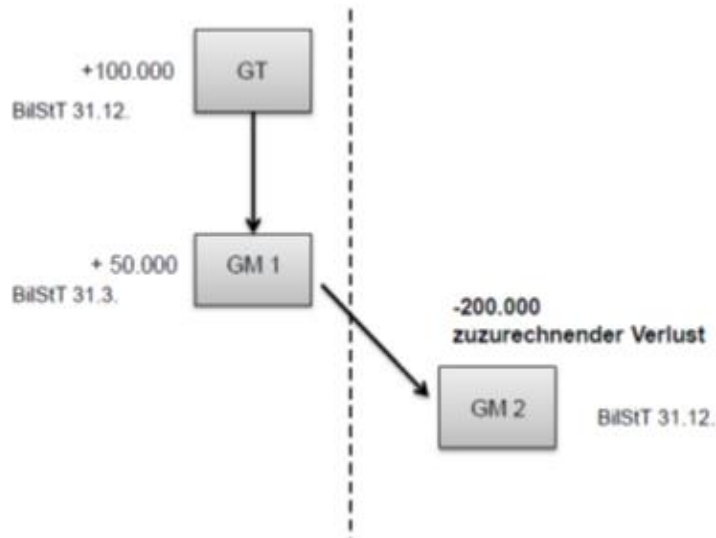 +100.000
GT
BilStT 31.12.
+ 50.000
GM 1
BilStT 31.3.
-200.000
zuzurechnender Verlust
GM 2
BilStT 31.12.